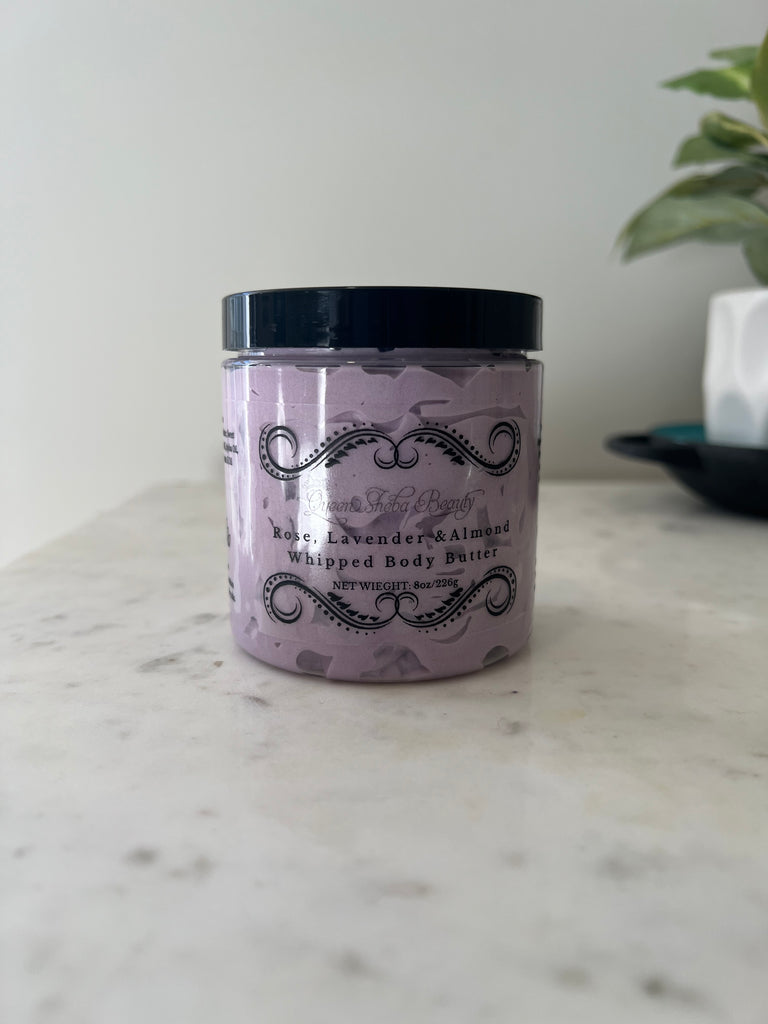 Queen Sheba Beauty
Rose, Lavender &Almond
Whipped Body Butter
NET WIEGHT: 8oz/226g